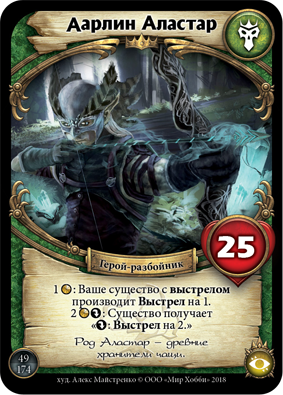 Дарлин Аластар
25
Герой-разбойник
1 : Ваше существо с выстрелом
производит Выстрел на 1.
2 : Существо получает
« : Выстрел на 2.»
Род Аластар – древние
хранители чащи.
49
174
худ. Алекс Майстренко © ООО «Мир Хобби» 2018